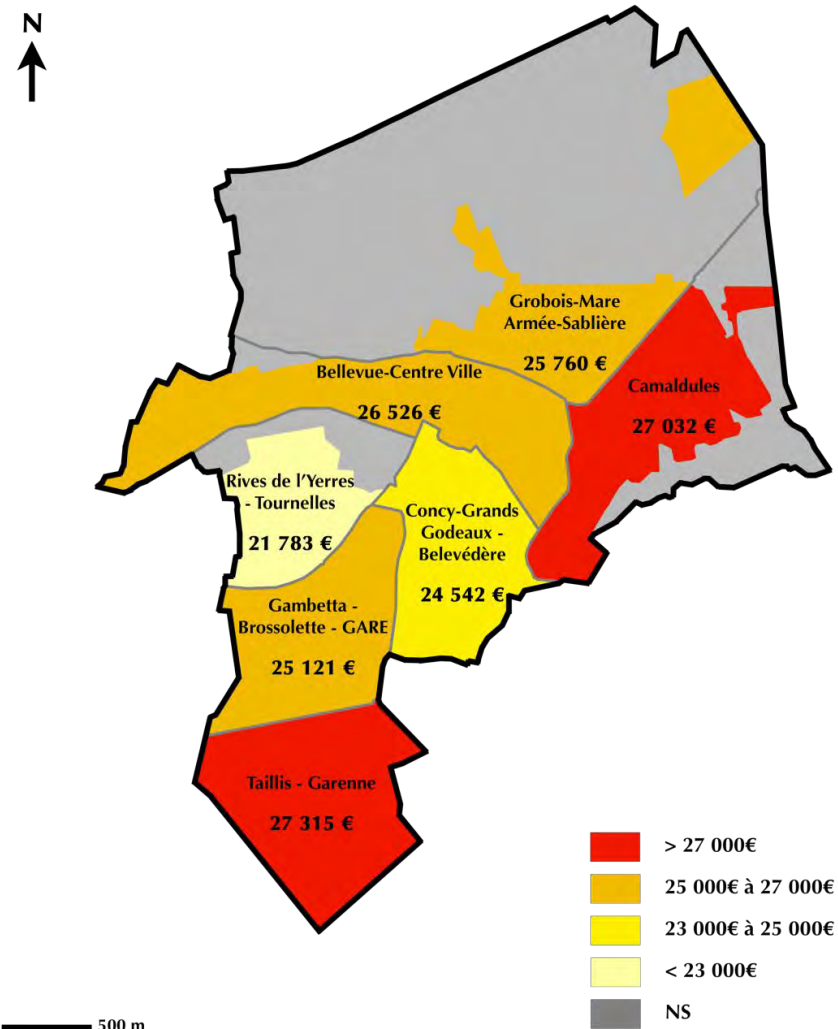 N
Grobois-Mare
Armée-Sablière
25 760 €
Bellevue-Centre Ville
26 526 €
Camaldules
27 032 €
Rives de l'Yerres
- Tournelles
21 783 €
Concy-Grands
Godeaux -
Belevédère
24 542 €
Gambetta -
Brossolette - GARE
25 121 €
Taillis - Garenne
27 315 €
> 27 000€
25 000€ à 27 000€
23 000€ à 25 000€
< 23 000€
NS
500 m